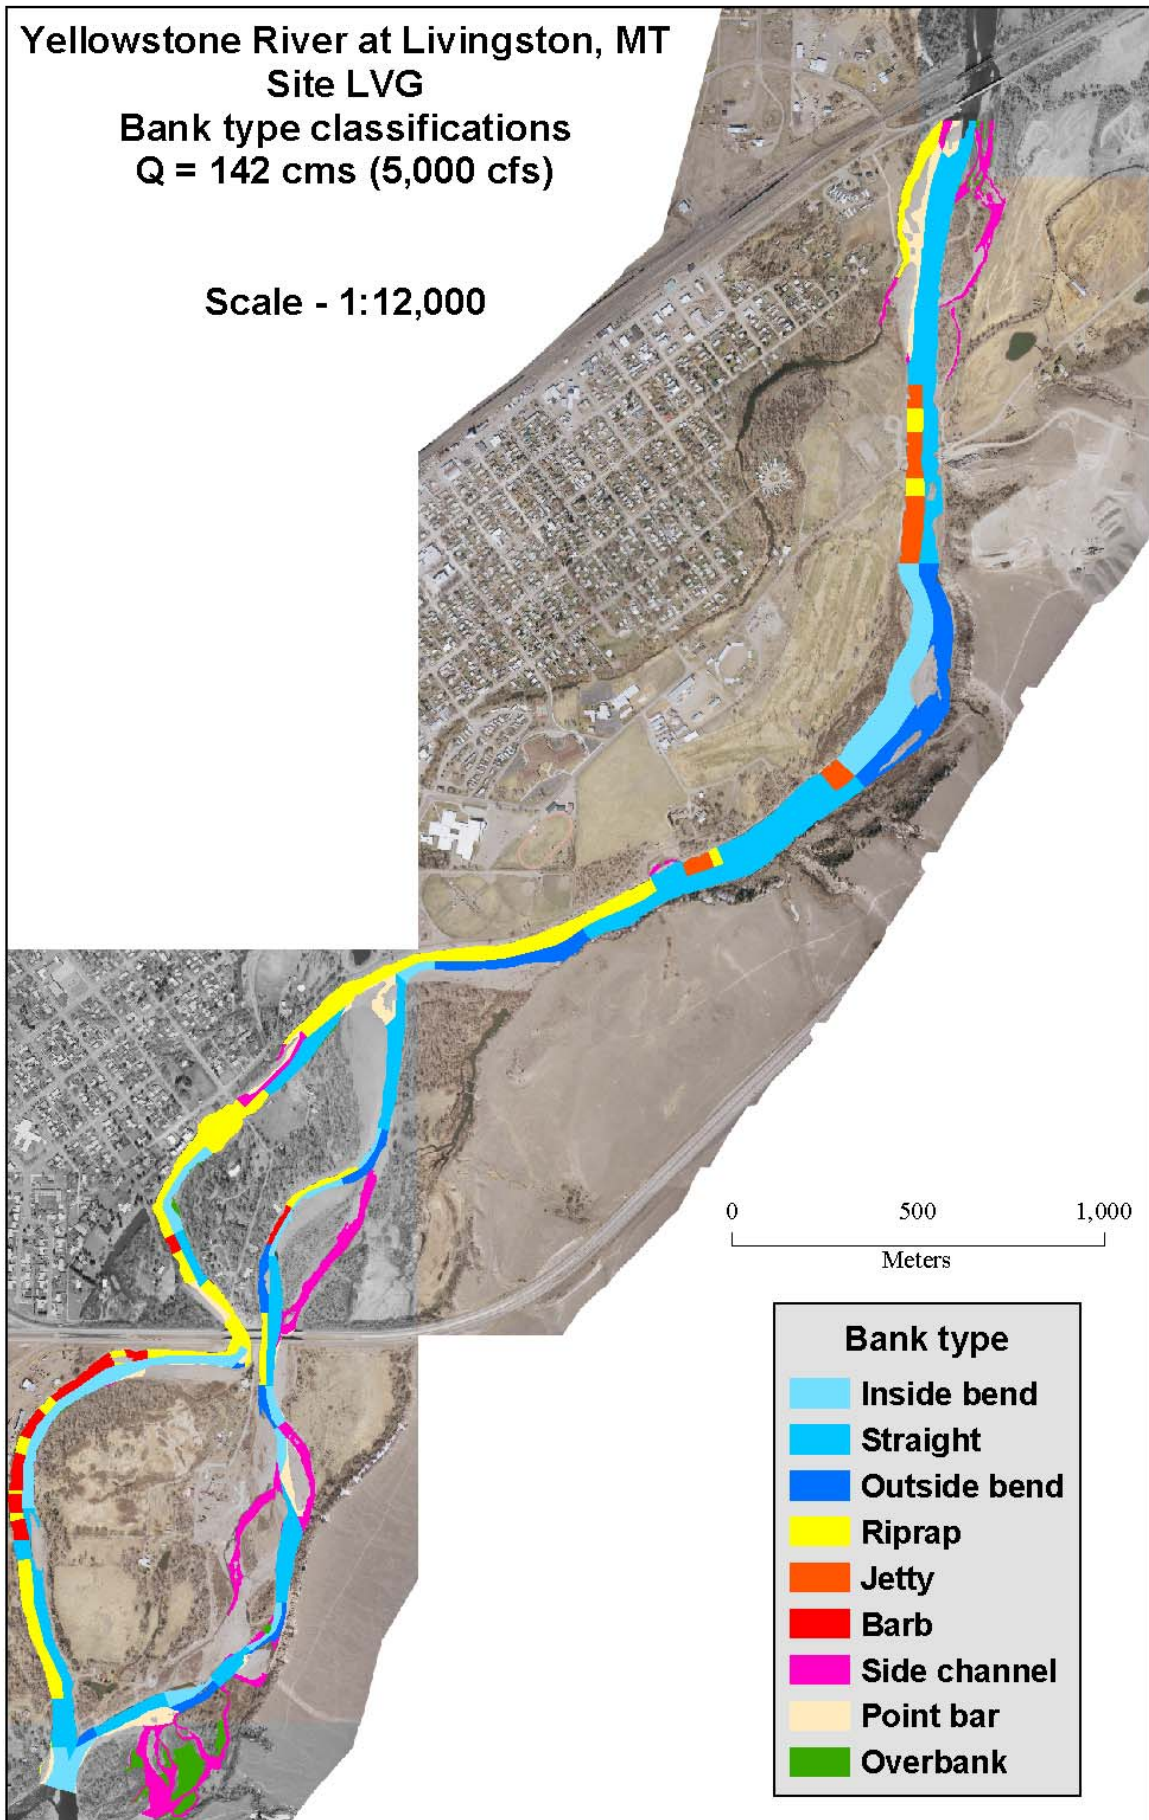 Yellowstone River at Livingston, MT
Site LVG
Bank type classifications
Q = 142 cms (5,000 cfs)
Scale - 1:12,000
0 500 1,000
Meters
Bank type
Inside bend
Straight
Outside bend
Riprap
Jetty
Barb
Side channel
Point bar
Overbank